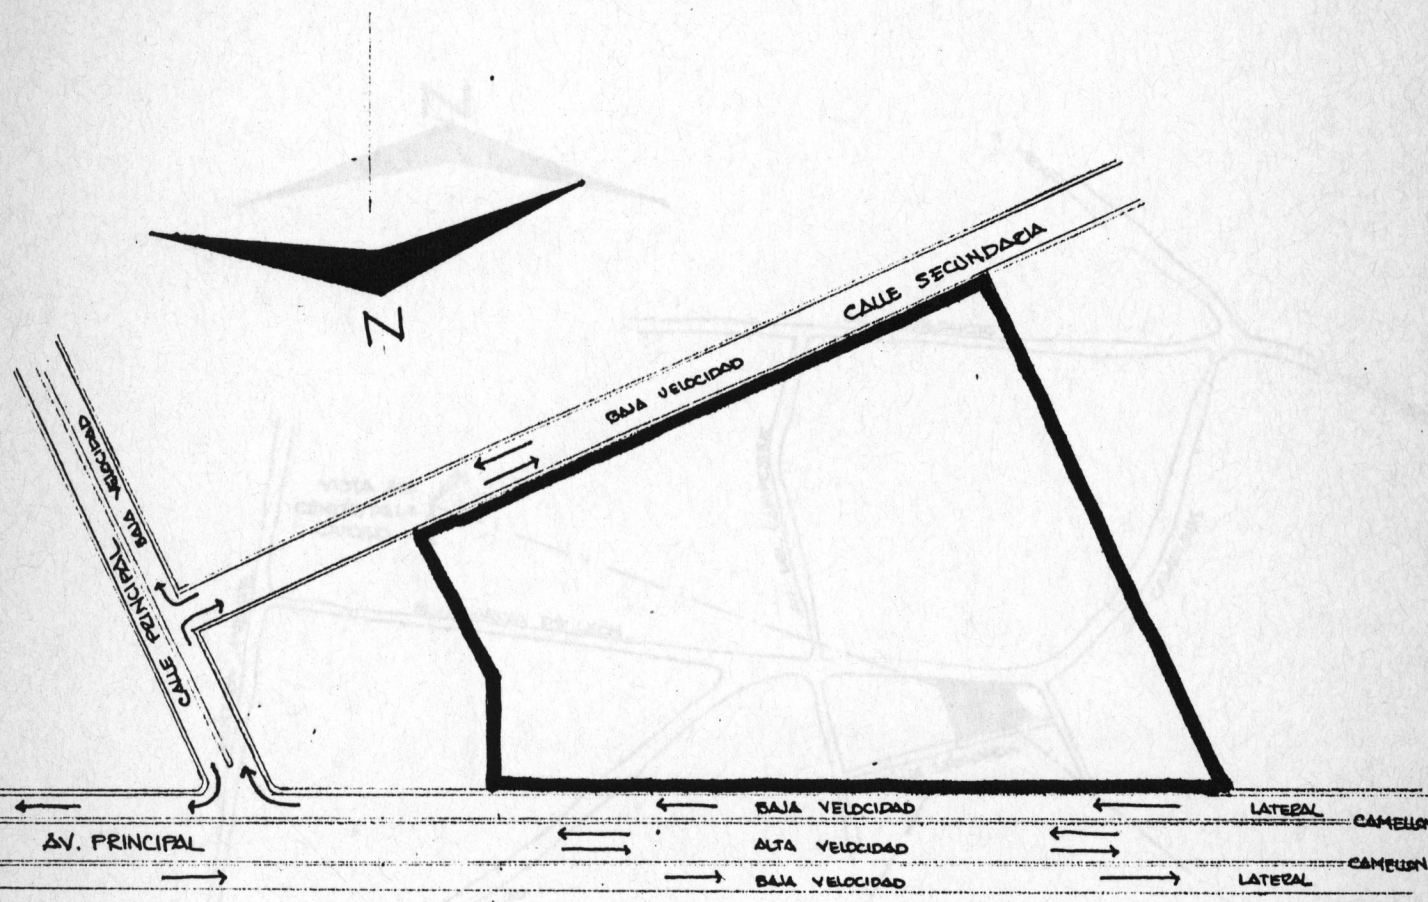 N
CALLE SECUNDARIA
BAJA VELOCIDAD
BAJA VELOCIDAD
CALLE PRINCIPAL
BAJA VELOCIDAD
LATERAL
CAMELLON
AV. PRINCIPAL
ALTA VELOCIDAD
CAMELLON
BAJA VELOCIDAD
LATERAL